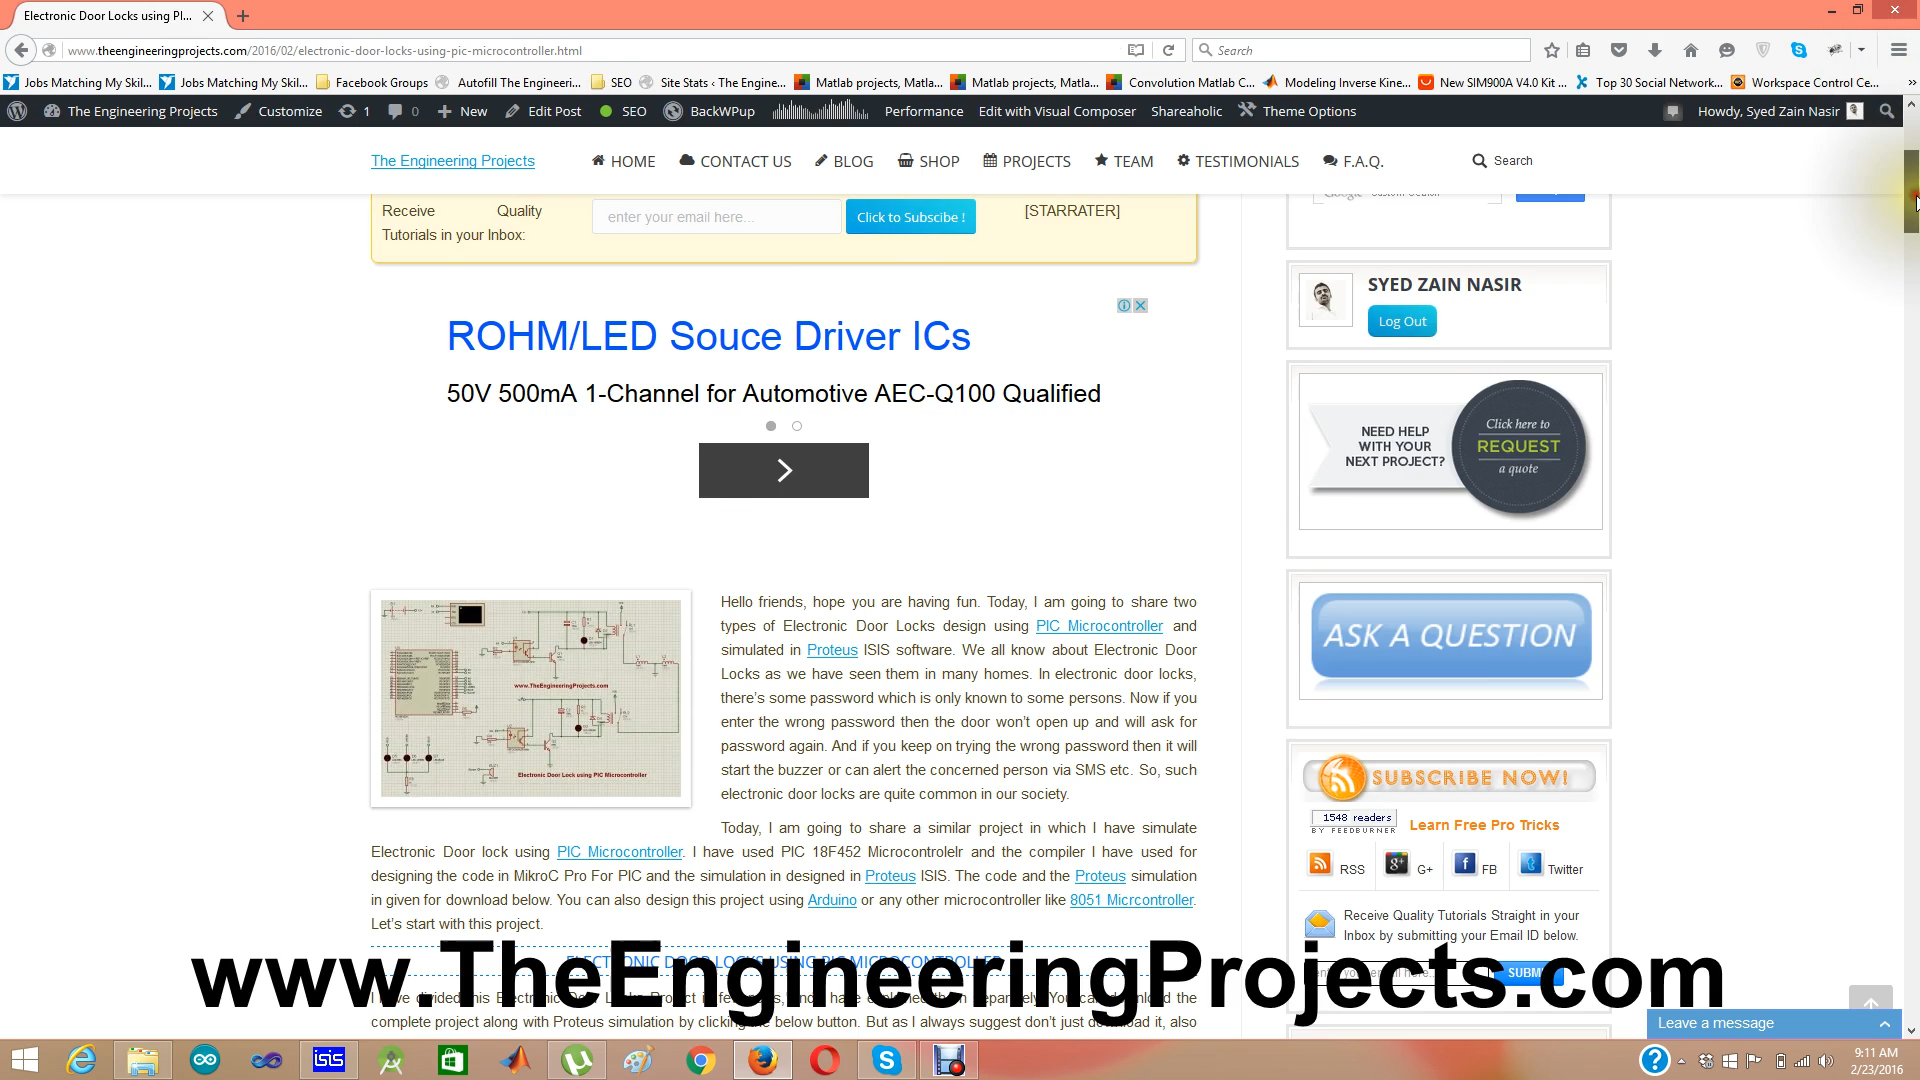 Electronic Door Locks using PI...
www.theengineeringprojects.com/2016/02/electronic-door-locks-using-pic-microcontroller.html
Search
Jobs Matching My Skil... Jobs Matching My Skil... Facebook Groups Autofill The Engineeri... SEO Site Stats ‹ The Engine... Matlab projects, Matla... Matlab projects, Matla... Convolution Matlab C... Modeling Inverse Kine... New SIM900A V4.0 Kit ... Top 30 Social Network... Workspace Control Ce...
The Engineering Projects Customize 1 0 New Edit Post SEO BackWPup Performance Edit with Visual Composer Shareaholic Theme Options Howdy, Syed Zain Nasir
The Engineering Projects HOME CONTACT US BLOG SHOP PROJECTS TEAM TESTIMONIALS F.A.Q. Search
Receive Quality
Tutorials in your Inbox:
enter your email here...
Click to Subscibe !
[STARRATER]
ROHM/LED Souce Driver ICs
50V 500mA 1-Channel for Automotive AEC-Q100 Qualified
www.TheEngineeringProjects.com
Electronic Door Lock using PIC Microcontroller
Hello friends, hope you are having fun. Today, I am going to share two
types of Electronic Door Locks design using PIC Microcontroller and
simulated in Proteus ISIS software. We all know about Electronic Door
Locks as we have seen them in many homes. In electronic door locks,
there's some password which is only known to some persons. Now if you
enter the wrong password then the door won't open up and will ask for
password again. And if you keep on trying the wrong password then it will
start the buzzer or can alert the concerned person via SMS etc. So, such
electronic door locks are quite common in our society.
Today, I am going to share a similar project in which I have simulate
Electronic Door lock using PIC Microcontroller. I have used PIC 18F452 Microcontrolelr and the compiler I have used for
designing the code in MikroC Pro For PIC and the simulation in designed in Proteus ISIS. The code and the Proteus simulation
in given for download below. You can also design this project using Arduino or any other microcontroller like 8051 Micrcontroller.
Let's start with this project.
ELECTRONIC DOOR LOCKS USING PIC MICROCONTROLLER
www.TheEngineeringProjects.com
complete project along with Proteus simulation by clicking the below button. But as I always suggest don't just download it, also
SYED ZAIN NASIR
Log Out
NEED HELP
WITH YOUR
NEXT PROJECT?
Click here to
REQUEST
a quote
ASK A QUESTION
SUBSCRIBE NOW!
1548 readers
BY FEEDBURNER
Learn Free Pro Tricks
RSS G+ FB Twitter
Receive Quality Tutorials Straight in your
Inbox by submitting your Email ID below.
Leave a message
isis
9:11 AM
2/23/2016